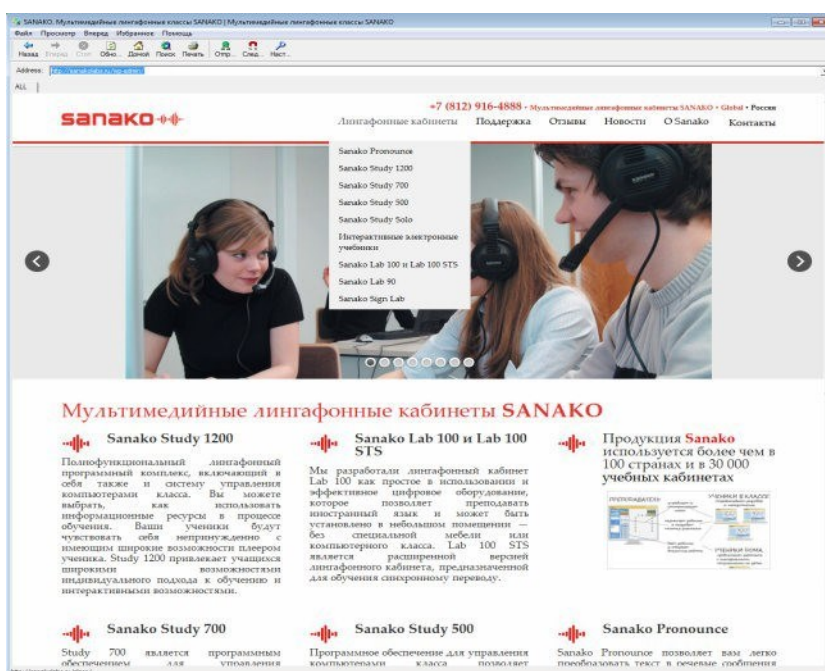 SANAKO. Мультимедийные лингафонные классы SANAKO | Мультимедийные лингафонные классы SANAKO
Файл Просмотр Вперед Избранное Помощь
Назад Вперед Стоп Обно... Домой Поиск Печать Отпр... След... Наст...
Address: http://sanakolabs.ru/wp-admin/
ALL
+7 (812) 916-4888 • Мультимедийные лингафонные кабинеты SANAKO • Global • Россия
sanako
Лингафонные кабинеты Поддержка Отзывы Новости О Sanako Контакты
Sanako Pronounce
Sanako Study 1200
Sanako Study 700
Sanako Study 500
Sanako Study Solo
Интерактивные электронные
учебники
Sanako Lab 100 и Lab 100 STS
Sanako Lab 90
Sanako Sign Lab
Мультимедийные лингафонные кабинеты SANAKO
Sanako Study 1200
Полнофункциональный лингафонный
программный комплекс, включающий в
себя также и систему управления
компьютерами класса. Вы можете
выбрать, как использовать
информационные ресурсы в процессе
обучения. Ваши ученики будут
чувствовать себя непринужденно с
имеющим широкие возможности плеером
ученика. Study 1200 привлекает учащихся
широкими возможностями
индивидуального подхода к обучению и
интерактивными возможностями.
Sanako Lab 100 и Lab 100
STS
Мы разработали лингафонный кабинет
Lab 100 как простое в использовании и
эффективное цифровое оборудование,
которое позволяет преподавать
иностранный язык и может быть
установлено в небольшом помещении —
без специальной мебели или
компьютерного класса. Lab 100 STS
является расширенной версией
лингафонного кабинета, предназначенной
для обучения синхронному переводу.
Продукция Sanako
используется более чем в
100 странах и в 30 000
учебных кабинетах
ПРЕПОДАВАТЕЛЬ
УЧЕНИКИ В КЛАССЕ
УЧЕНИКИ ДОМА,
Sanako Study 700
Study 700 является программным
обеспечением для управления
Sanako Study 500
Программное обеспечение для управления
компьютерами класса позволяет
Sanako Pronounce
Sanako Pronounce позволяет вам легко
преобразовать текст в речевые сообщения